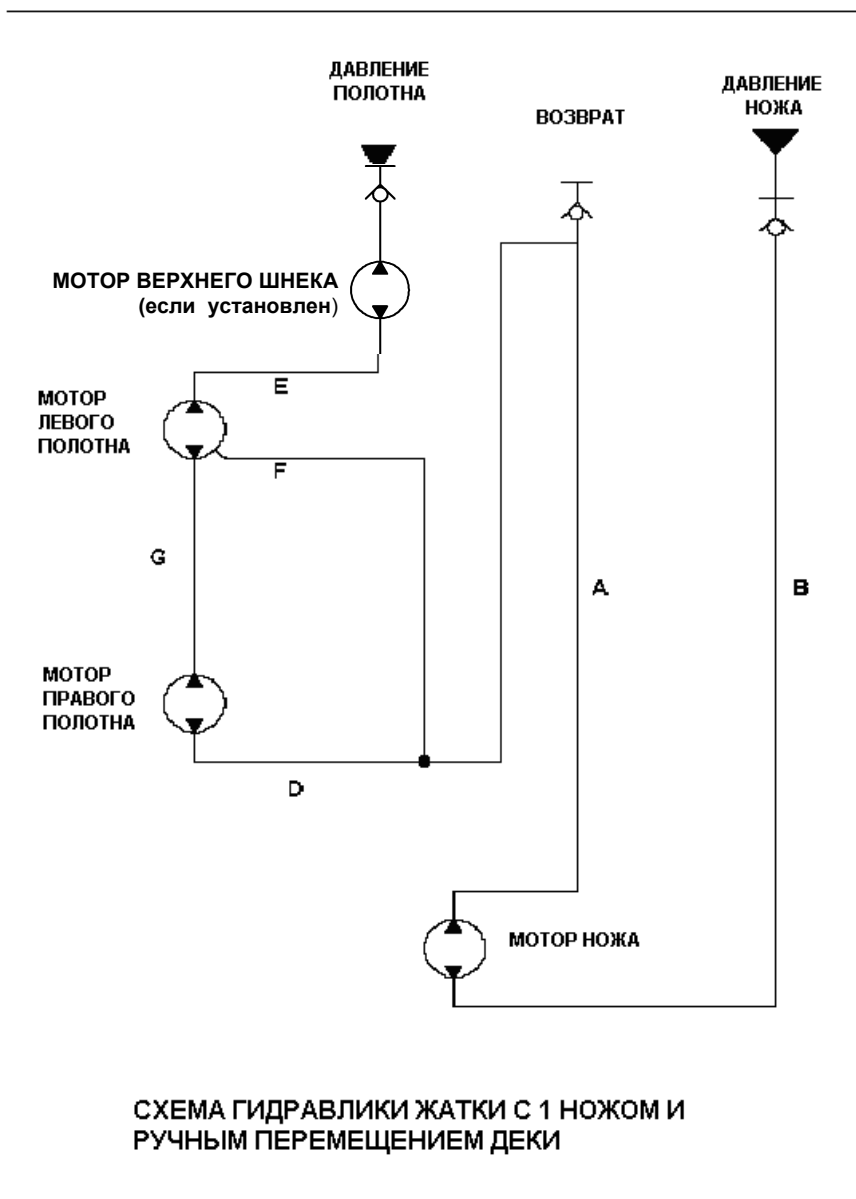 ДАВЛЕНИЕ
ПОЛОТНА
ВОЗВРАТ
ДАВЛЕНИЕ
НОЖА
МОТОР ВЕРХНЕГО ШНЕКА
(если установлен)
E
МОТОР
ЛЕВОГО
ПОЛОТНА
F
G
A
B
МОТОР
ПРАВОГО
ПОЛОТНА
D
МОТОР НОЖА
СХЕМА ГИДРАВЛИКИ ЖАТКИ С 1 НОЖОМ И
РУЧНЫМ ПЕРЕМЕЩЕНИЕМ ДЕКИ